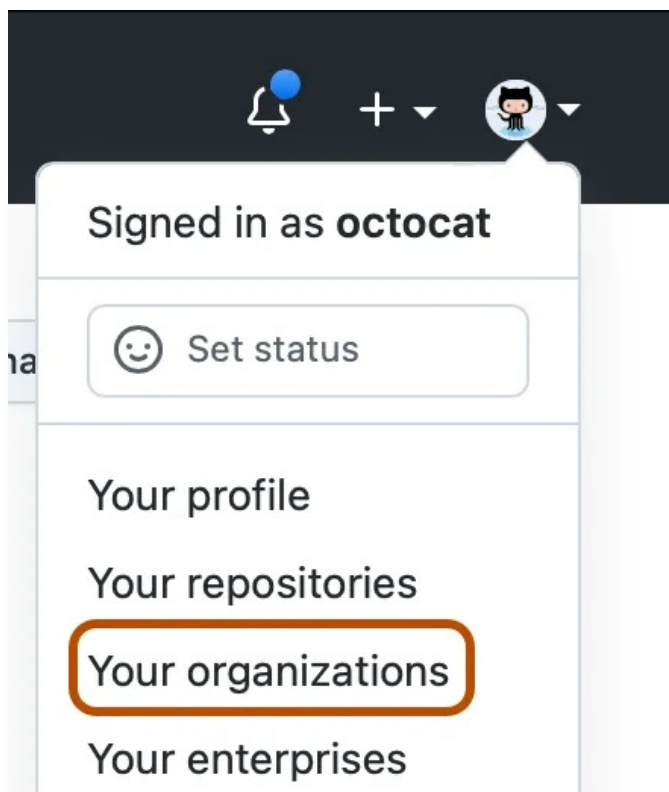 Signed in as octocat
Set status
Your profile
Your repositories
Your organizations
Your enterprises